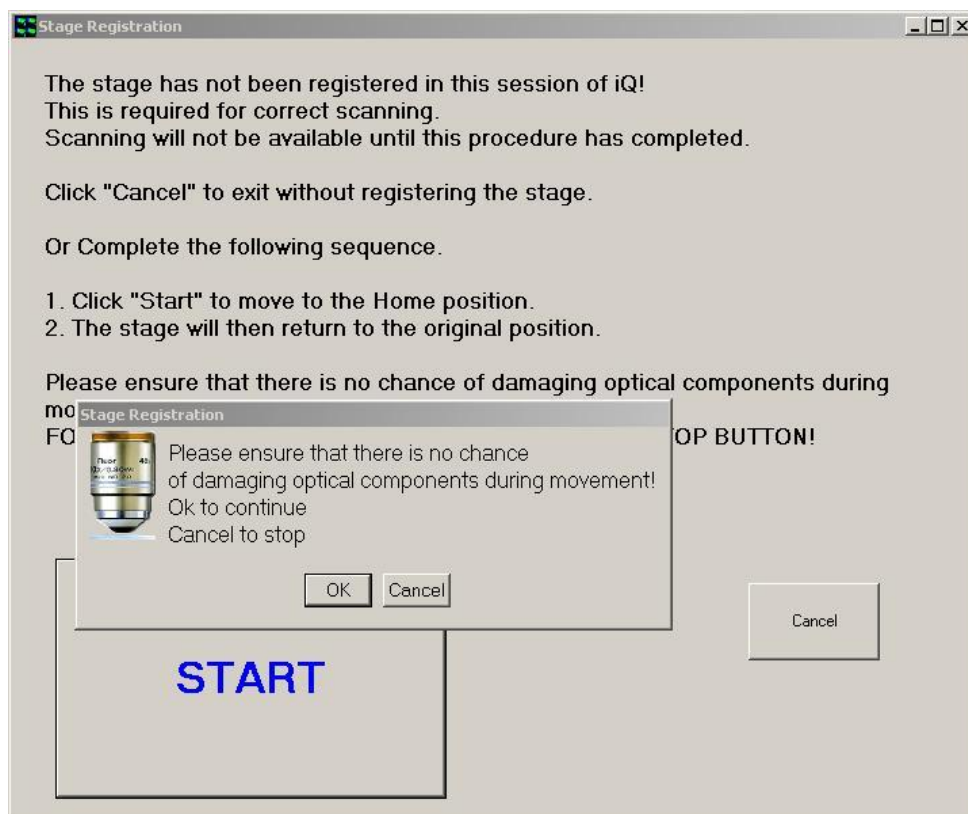 Stage Registration
The stage has not been registered in this session of iQ!
This is required for correct scanning.
Scanning will not be available until this procedure has completed.
Click "Cancel" to exit without registering the stage.
Or Complete the following sequence.
1. Click "Start" to move to the Home position.
2. The stage will then return to the original position.
Please ensure that there is no chance of damaging optical components during
mo
FO OP BUTTON!
Stage Registration
Fluor 40x
Please ensure that there is no chance
of damaging optical components during movement!
Ok to continue
Cancel to stop
OK Cancel
Cancel
START